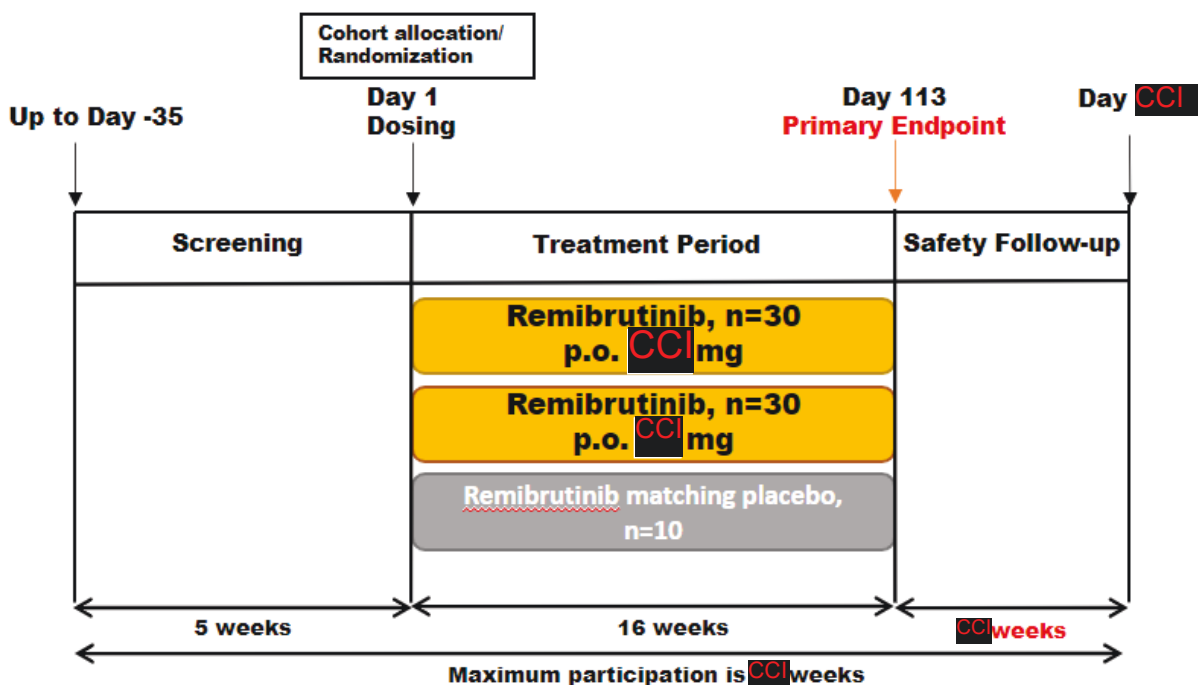 Cohort allocation/
Randomization
Up to Day -35
Day 1
Dosing
Day 113
Primary Endpoint
Day CCI
Screening
Treatment Period
Safety Follow-up
Remibrutinib, n=30
p.o. CCI mg
Remibrutinib, n=30
p.o. CCI mg
Remibrutinib matching placebo,
n=10
5 weeks
16 weeks
CCI weeks
Maximum participation is CCI weeks